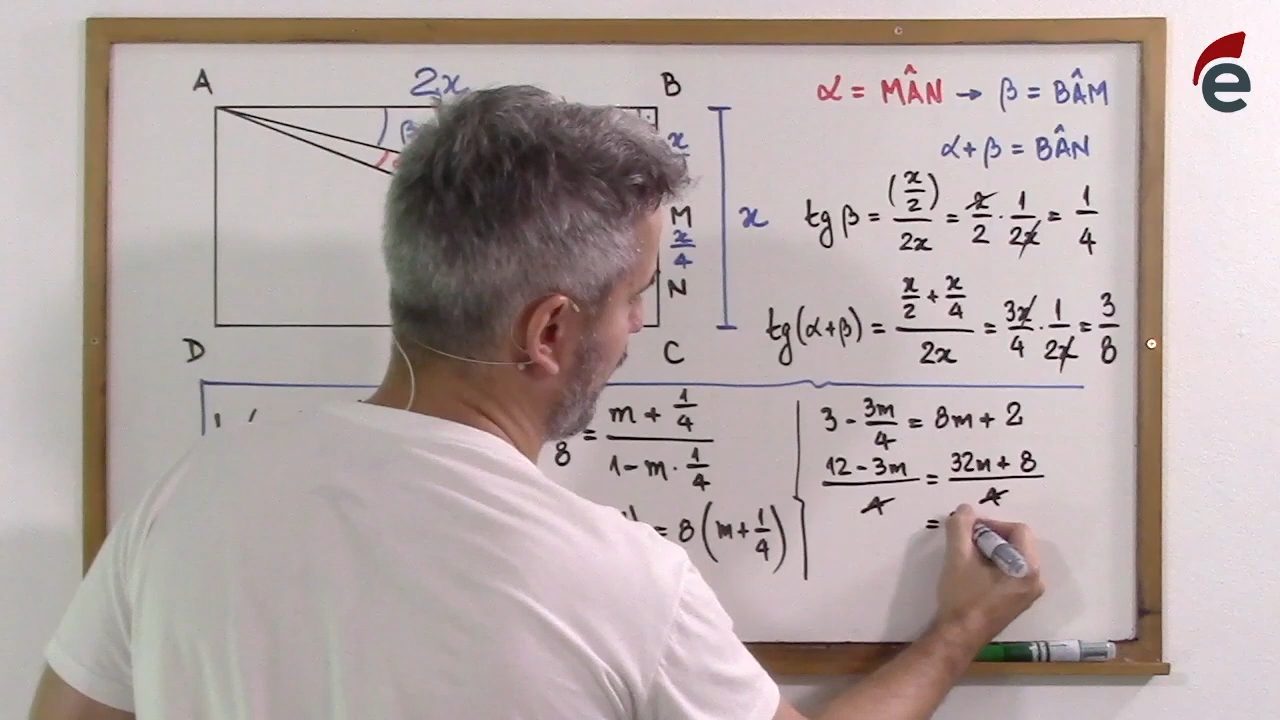 A 2x B
β
x
M
x/4
N
x
D C
α = MÂN → β = BÂM
α+β = BÂN
tg β = (x/2)/2x = x/2 · 1/2x = 1/4
tg(α+β) = (x/2 + x/4)/2x = 3x/4 · 1/2x = 3/8
8 = (m + 1/4)/(1 - m · 1/4)
= 8(m + 1/4)
3 - 3m/4 = 8m + 2
(12 - 3m)/4 = (32m + 8)/4
=
e